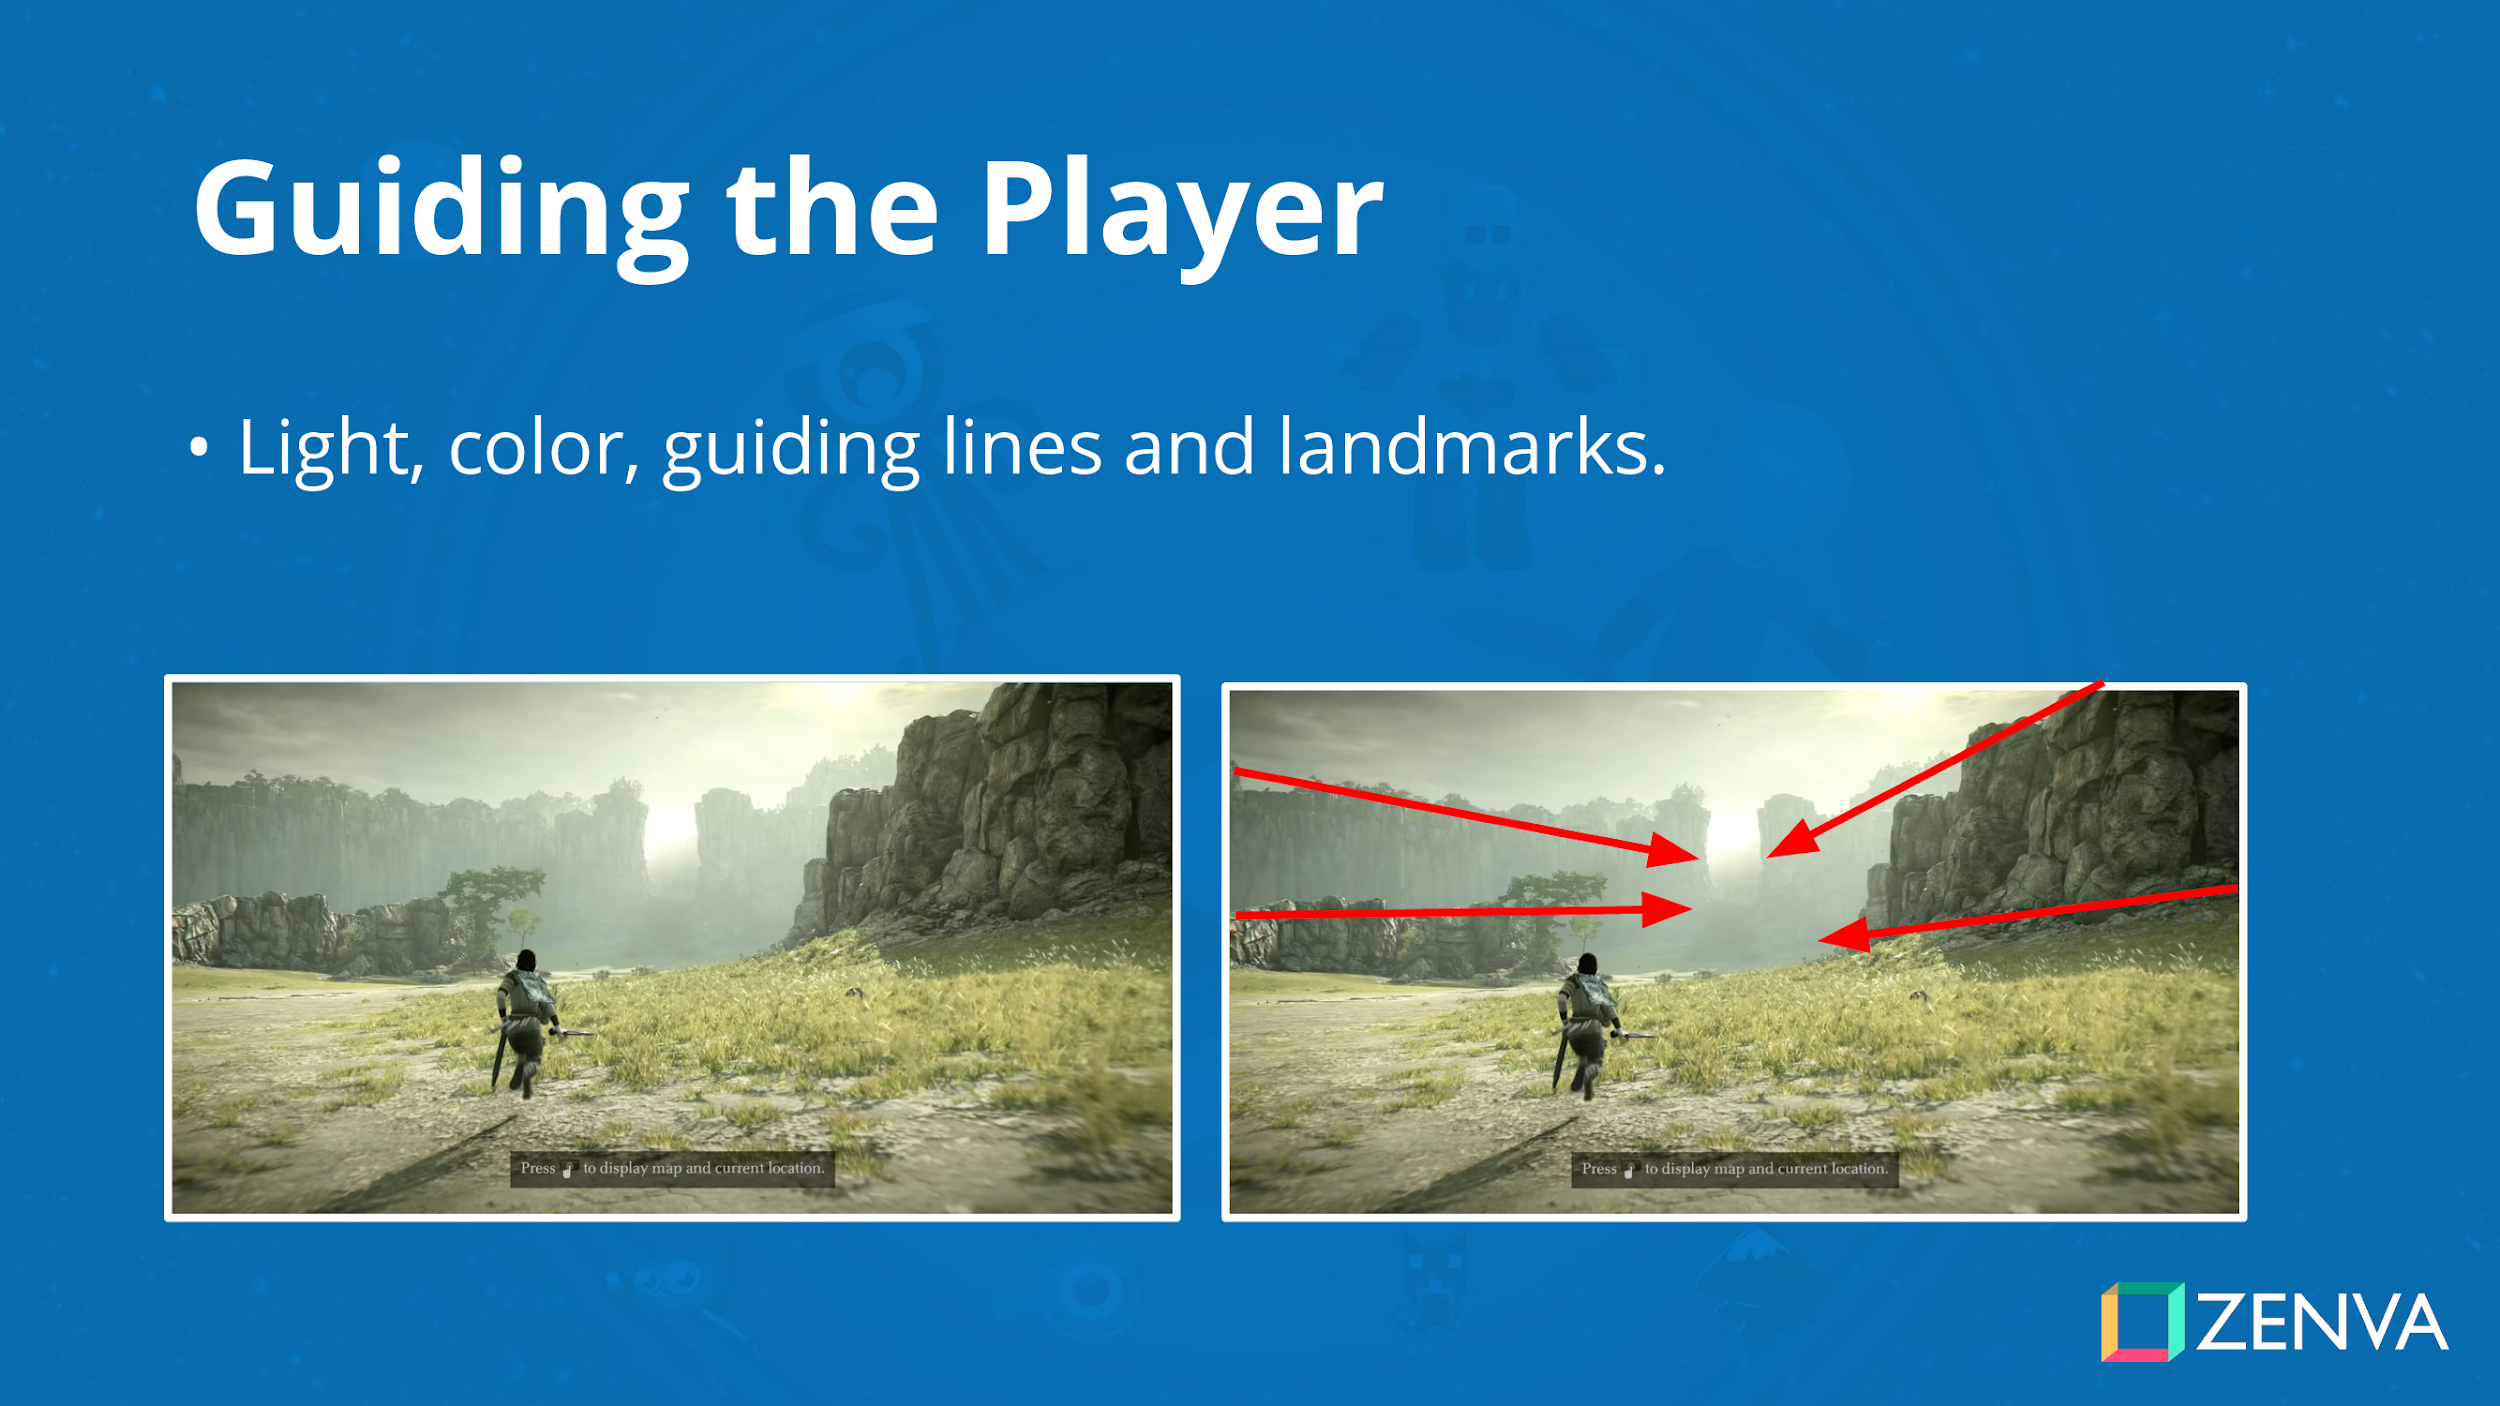 Guiding the Player
• Light, color, guiding lines and landmarks.
Press to display map and current location.
Press to display map and current location.
ZENVA